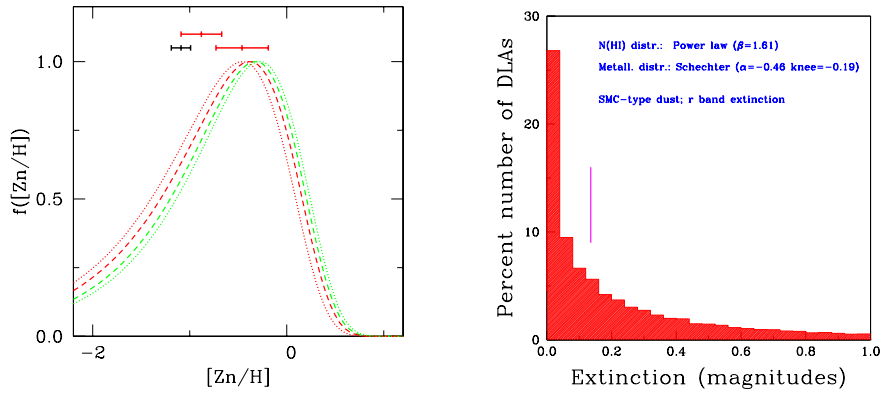 f([Zn/H])
1.0
0.5
0.0
−2
0
[Zn/H]
Percent number of DLAs
30
20
10
0
N(HI) distr.: Power law (β=1.61)
Metall. distr.: Schechter (α=−0.46 knee=−0.19)
SMC-type dust; r band extinction
0.0 0.2 0.4 0.6 0.8 1.0
Extinction (magnitudes)